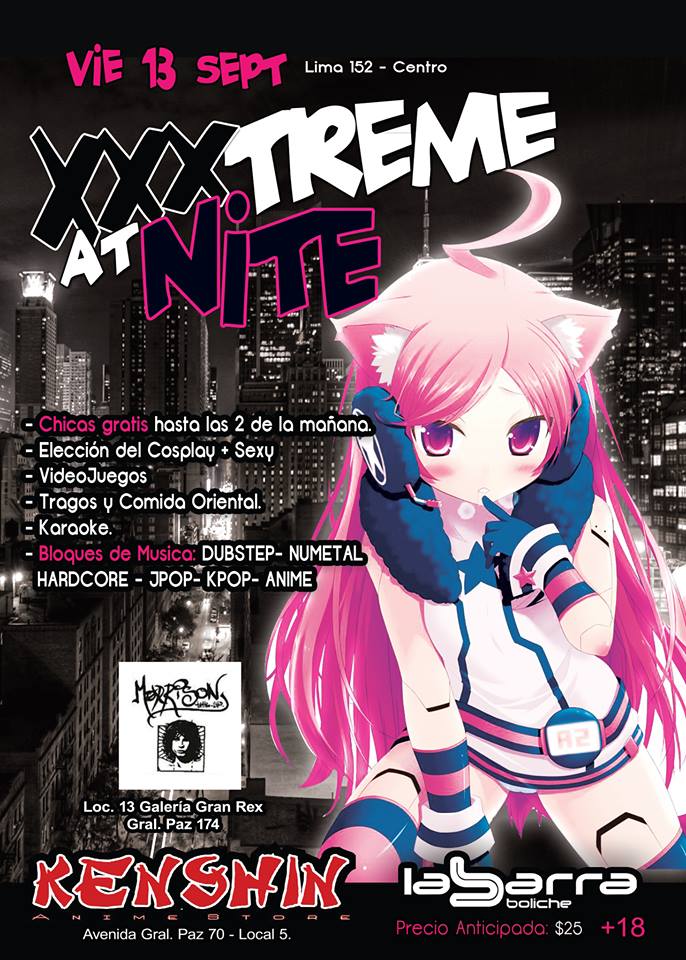 VIE 13 SEPT
Lima 152 - Centro
XXXTREME
AT NITE
- Chicas gratis hasta las 2 de la mañana.
- Elección del Cosplay + Sexy
- VideoJuegos
- Tragos y Comida Oriental.
- Karaoke.
- Bloques de Musica: DUBSTEP- NUMETAL
HARDCORE - JPOP- KPOP- ANIME
A2
MORRISON
Loc. 13 Galería Gran Rex
Gral. Paz 174
KENSHIN
ANIME STORE
Avenida Gral. Paz 70 - Local 5.
labarra
boliche
Precio Anticipada: $25 +18